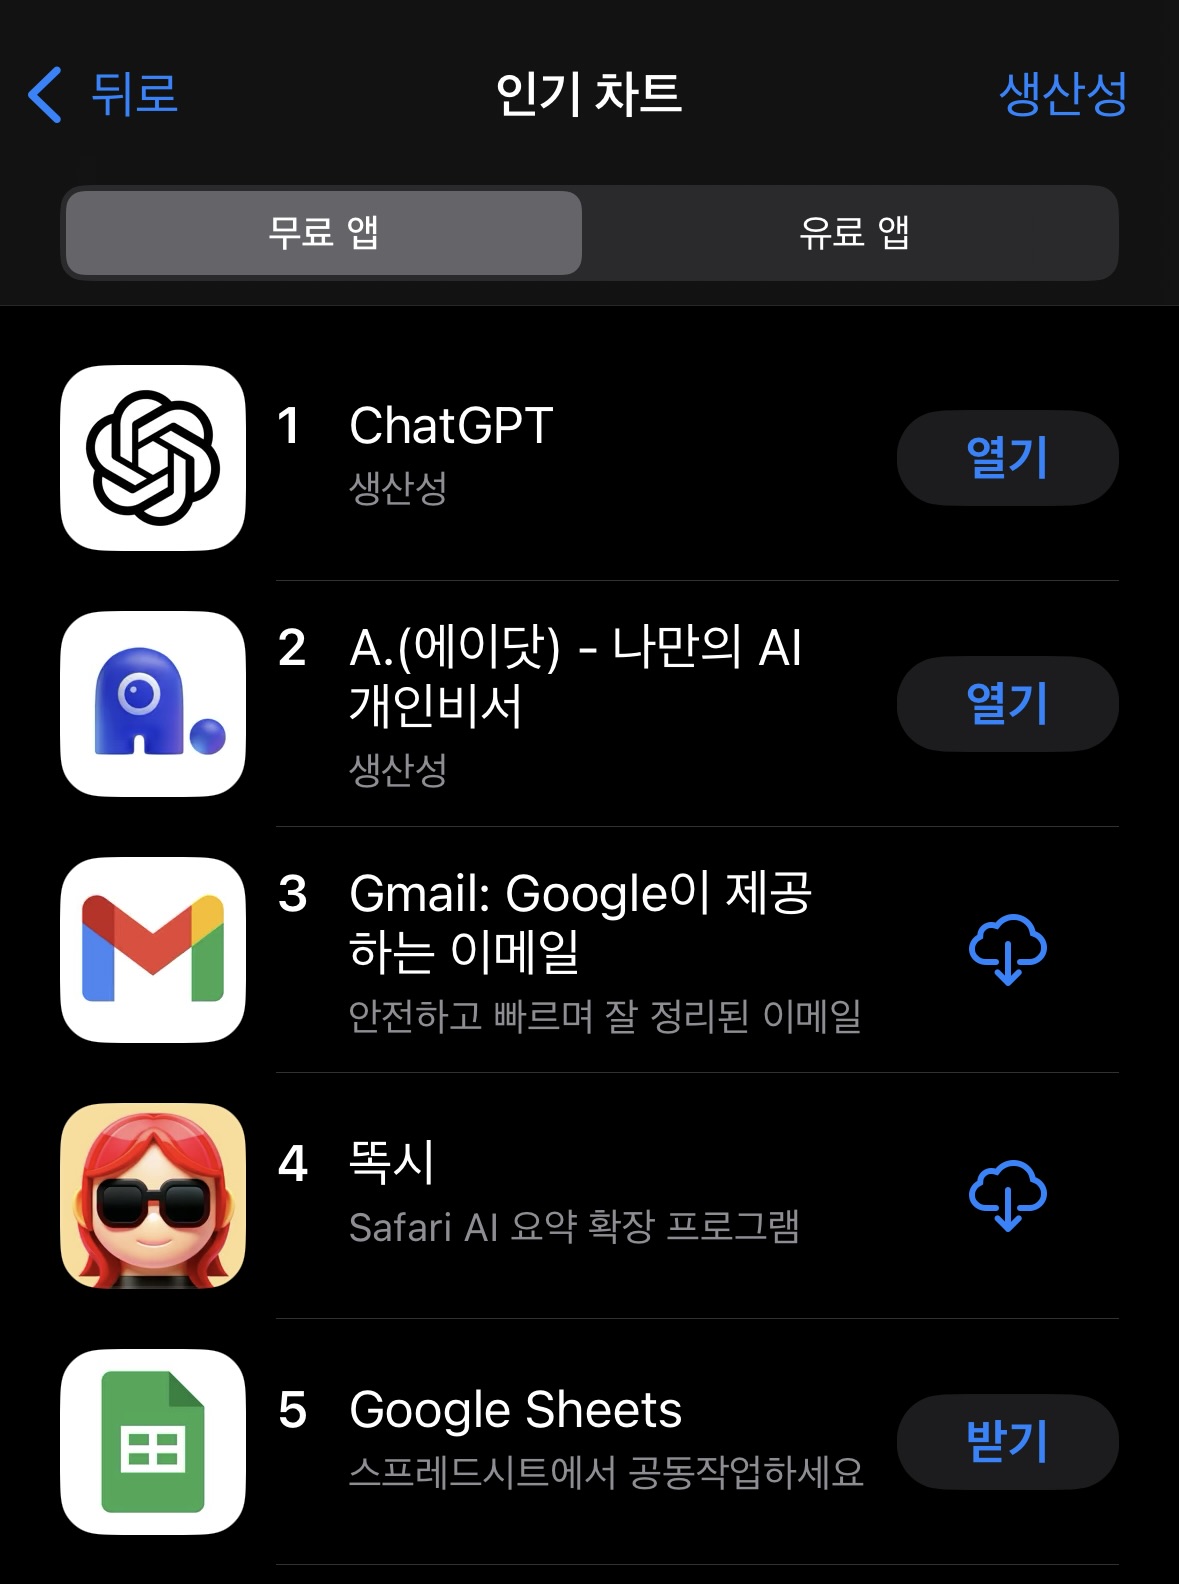 뒤로 인기 차트 생산성
무료 앱 유료 앱
1 ChatGPT
생산성
열기
2 A.(에이닷) - 나만의 AI
개인비서
생산성
열기
3 Gmail: Google이 제공
하는 이메일
안전하고 빠르며 잘 정리된 이메일
4 똑시
Safari AI 요약 확장 프로그램
5 Google Sheets
스프레드시트에서 공동작업하세요
받기